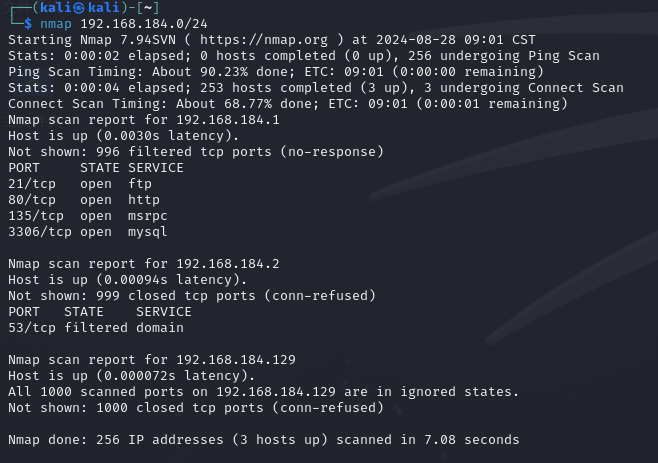 ┌──(kali㉿kali)-[~]
└─$ nmap 192.168.184.0/24
Starting Nmap 7.94SVN ( https://nmap.org ) at 2024-08-28 09:01 CST
Stats: 0:00:02 elapsed; 0 hosts completed (0 up), 256 undergoing Ping Scan
Ping Scan Timing: About 90.23% done; ETC: 09:01 (0:00:00 remaining)
Stats: 0:00:04 elapsed; 253 hosts completed (3 up), 3 undergoing Connect Scan
Connect Scan Timing: About 68.77% done; ETC: 09:01 (0:00:01 remaining)
Nmap scan report for 192.168.184.1
Host is up (0.0030s latency).
Not shown: 996 filtered tcp ports (no-response)
PORT     STATE SERVICE
21/tcp   open  ftp
80/tcp   open  http
135/tcp  open  msrpc
3306/tcp open  mysql

Nmap scan report for 192.168.184.2
Host is up (0.00094s latency).
Not shown: 999 closed tcp ports (conn-refused)
PORT   STATE    SERVICE
53/tcp filtered domain

Nmap scan report for 192.168.184.129
Host is up (0.000072s latency).
All 1000 scanned ports on 192.168.184.129 are in ignored states.
Not shown: 1000 closed tcp ports (conn-refused)

Nmap done: 256 IP addresses (3 hosts up) scanned in 7.08 seconds